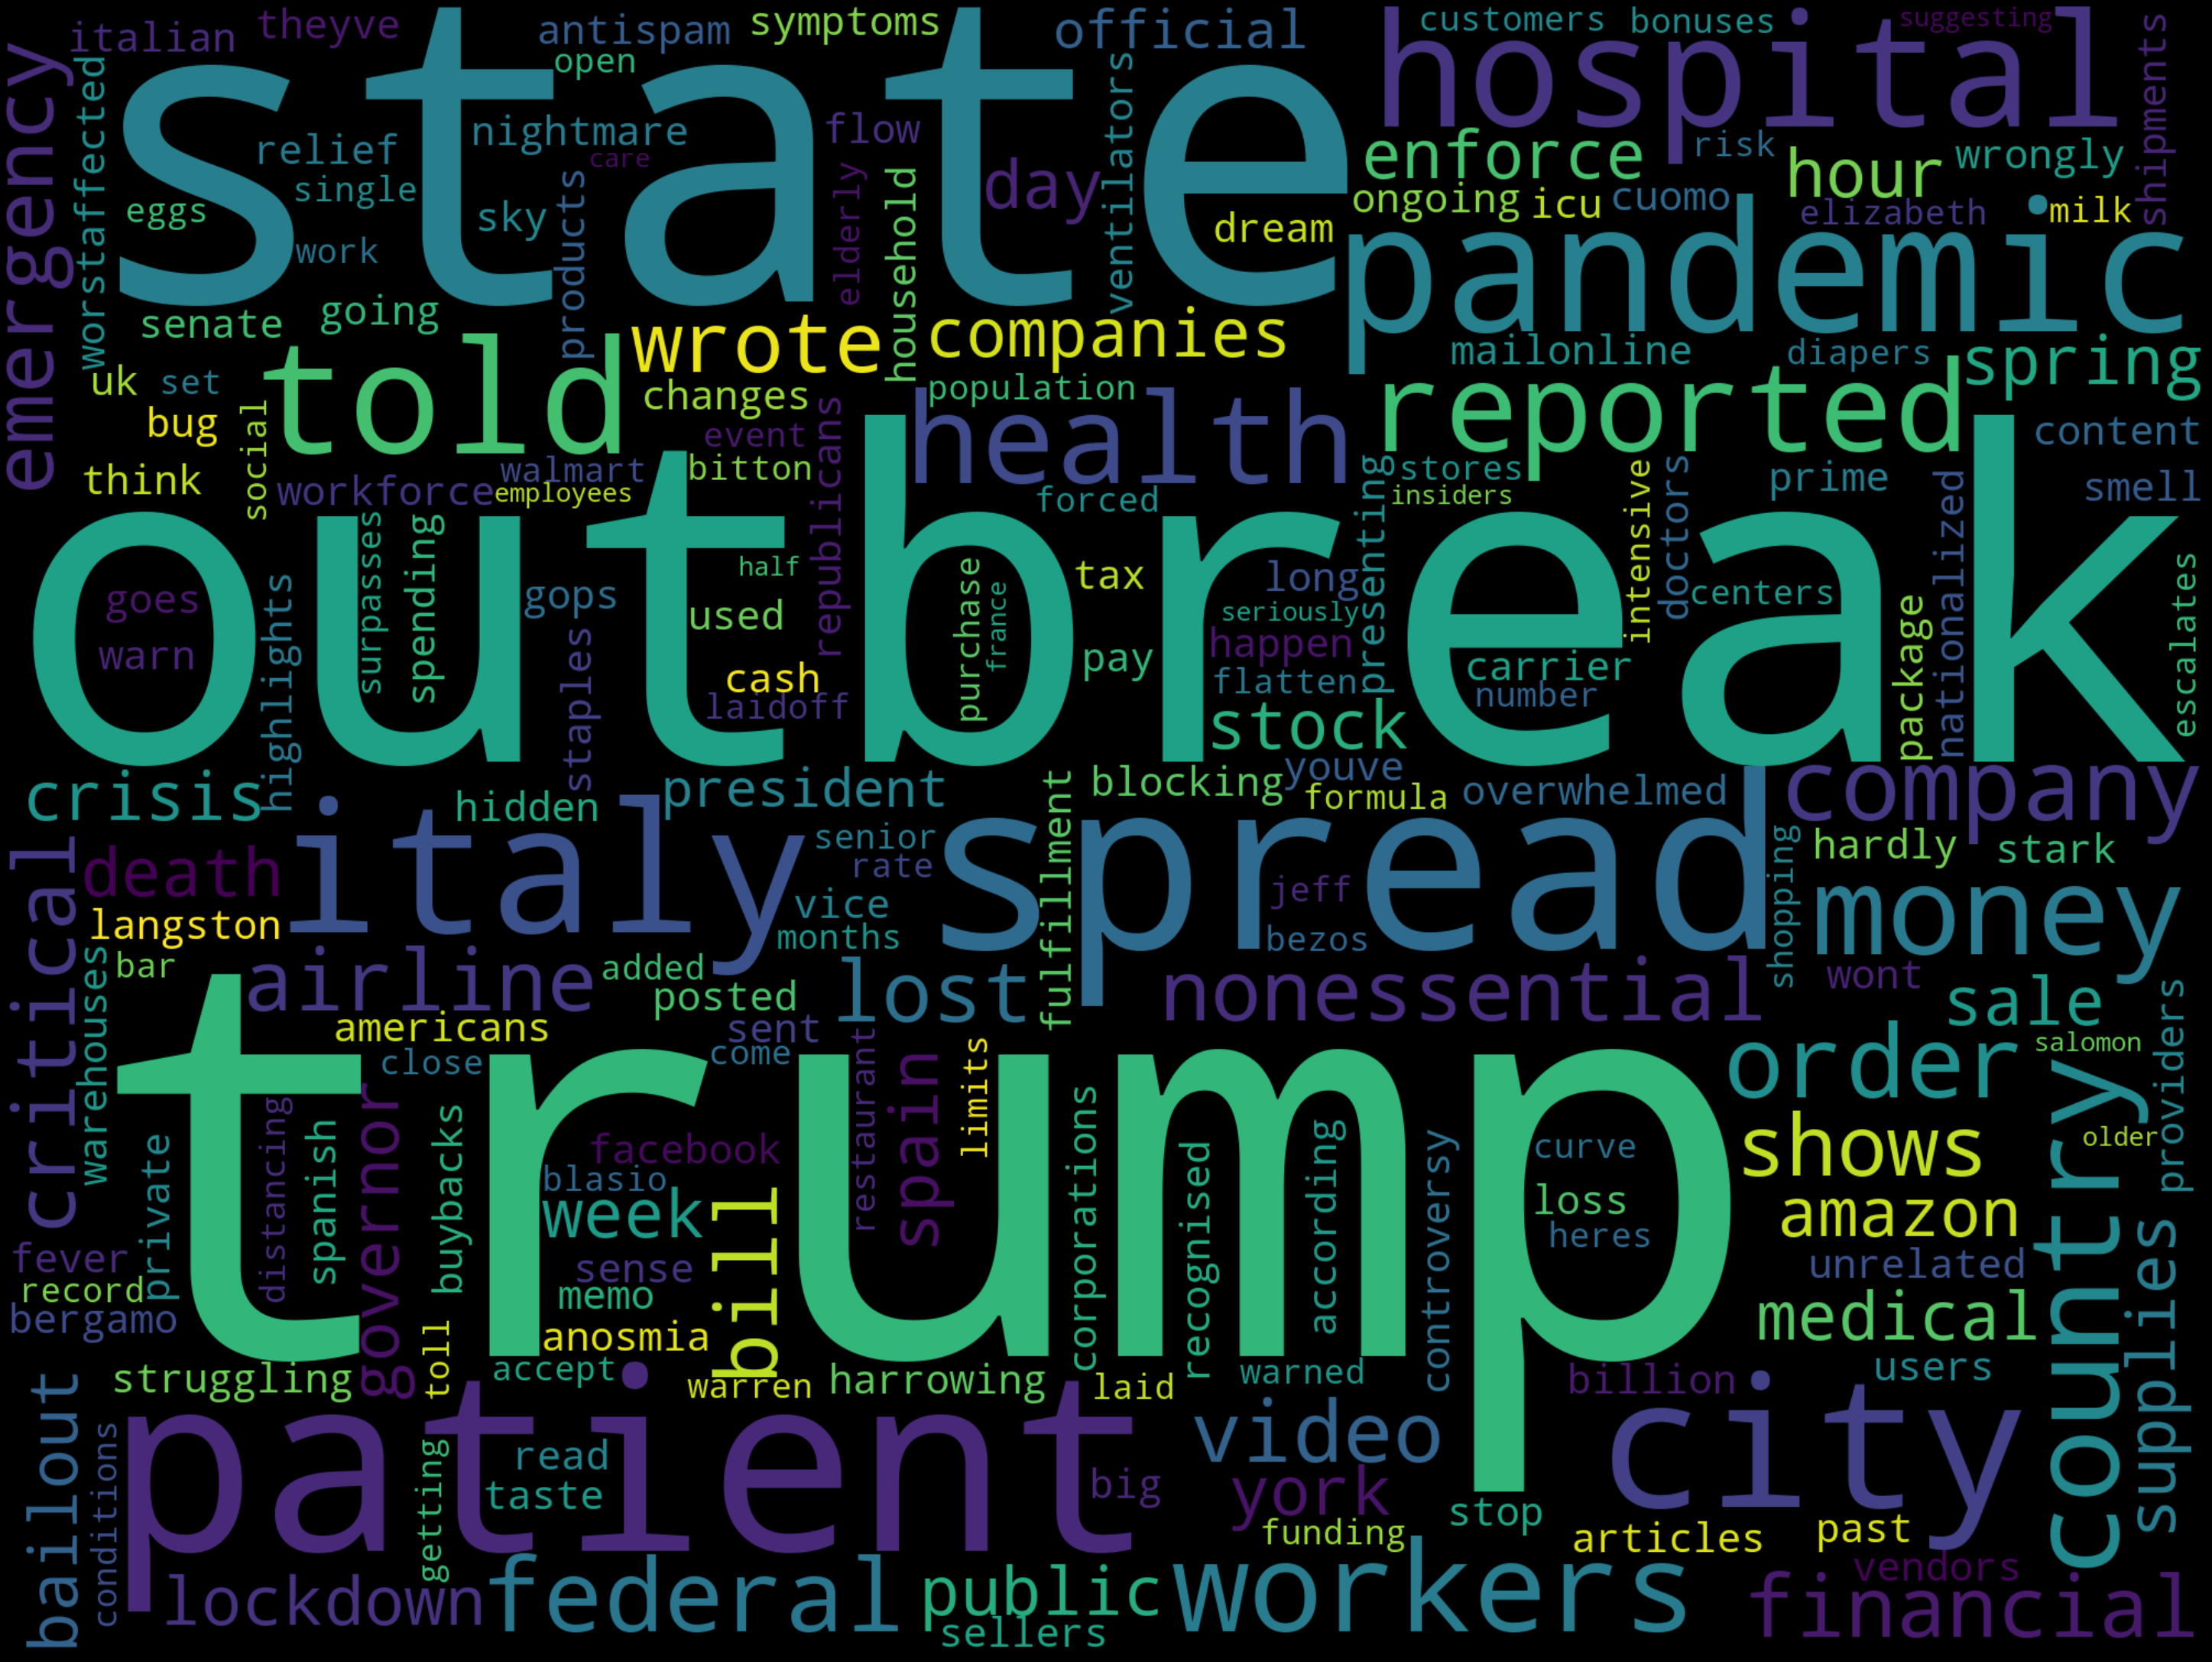 italian
theyve
antispam
symptoms
official
customers
bonuses
suggesting
emergency
worstaffected
open
state
hospital
shipments
relief
nightmare
care
flow
ventilators
enforce
risk
hour
wrongly
single
eggs
sky
work
products
elderly
household
day
dream
ongoing
icu
cuomo
elizabeth
milk
pandemic
senate
going
told
wrote
companies
mailonline
diapers
spring
uk
set
changes
population
reported
bug
social
event
republicans
health
content
think
workforce
walmart
employees
bitton
forced
presenting
stores
insiders
intensive
doctors
prime
nationalized
smell
outbreak
goes
warn
highlights
surpasses
spending
gops
staples
half
used
cash
laidoff
purchase
france
tax
pay
long
seriously
happen
flatten
stock
carrier
number
centers
package
escalates
crisis
hidden
president
blocking
youve
formula
overwhelmed
company
critical
death
italy
senior
rate
fulfillment
spread
jeff
bezos
shopping
hardly
stark
money
langston
vice
months
warehouses
bar
airline
added
posted
lost
nonessential
wont
sale
providers
americans
sent
close
come
restaurant
limits
order
salomon
trump
private
distancing
spanish
governor
buybacks
facebook
blasio
week
bill
spain
corporations
recognised
according
controversy
curve
loss
heres
shows
amazon
country
older
supplies
fever
record
bergamo
sense
memo
anosmia
unrelated
medical
struggling
toll
accept
warren
harrowing
laid
warned
billion
users
bailout
conditions
patient
getting
read
taste
big
video
york
stop
city
funding
articles
past
lockdown
federal
public
sellers
workers
vendors
financial